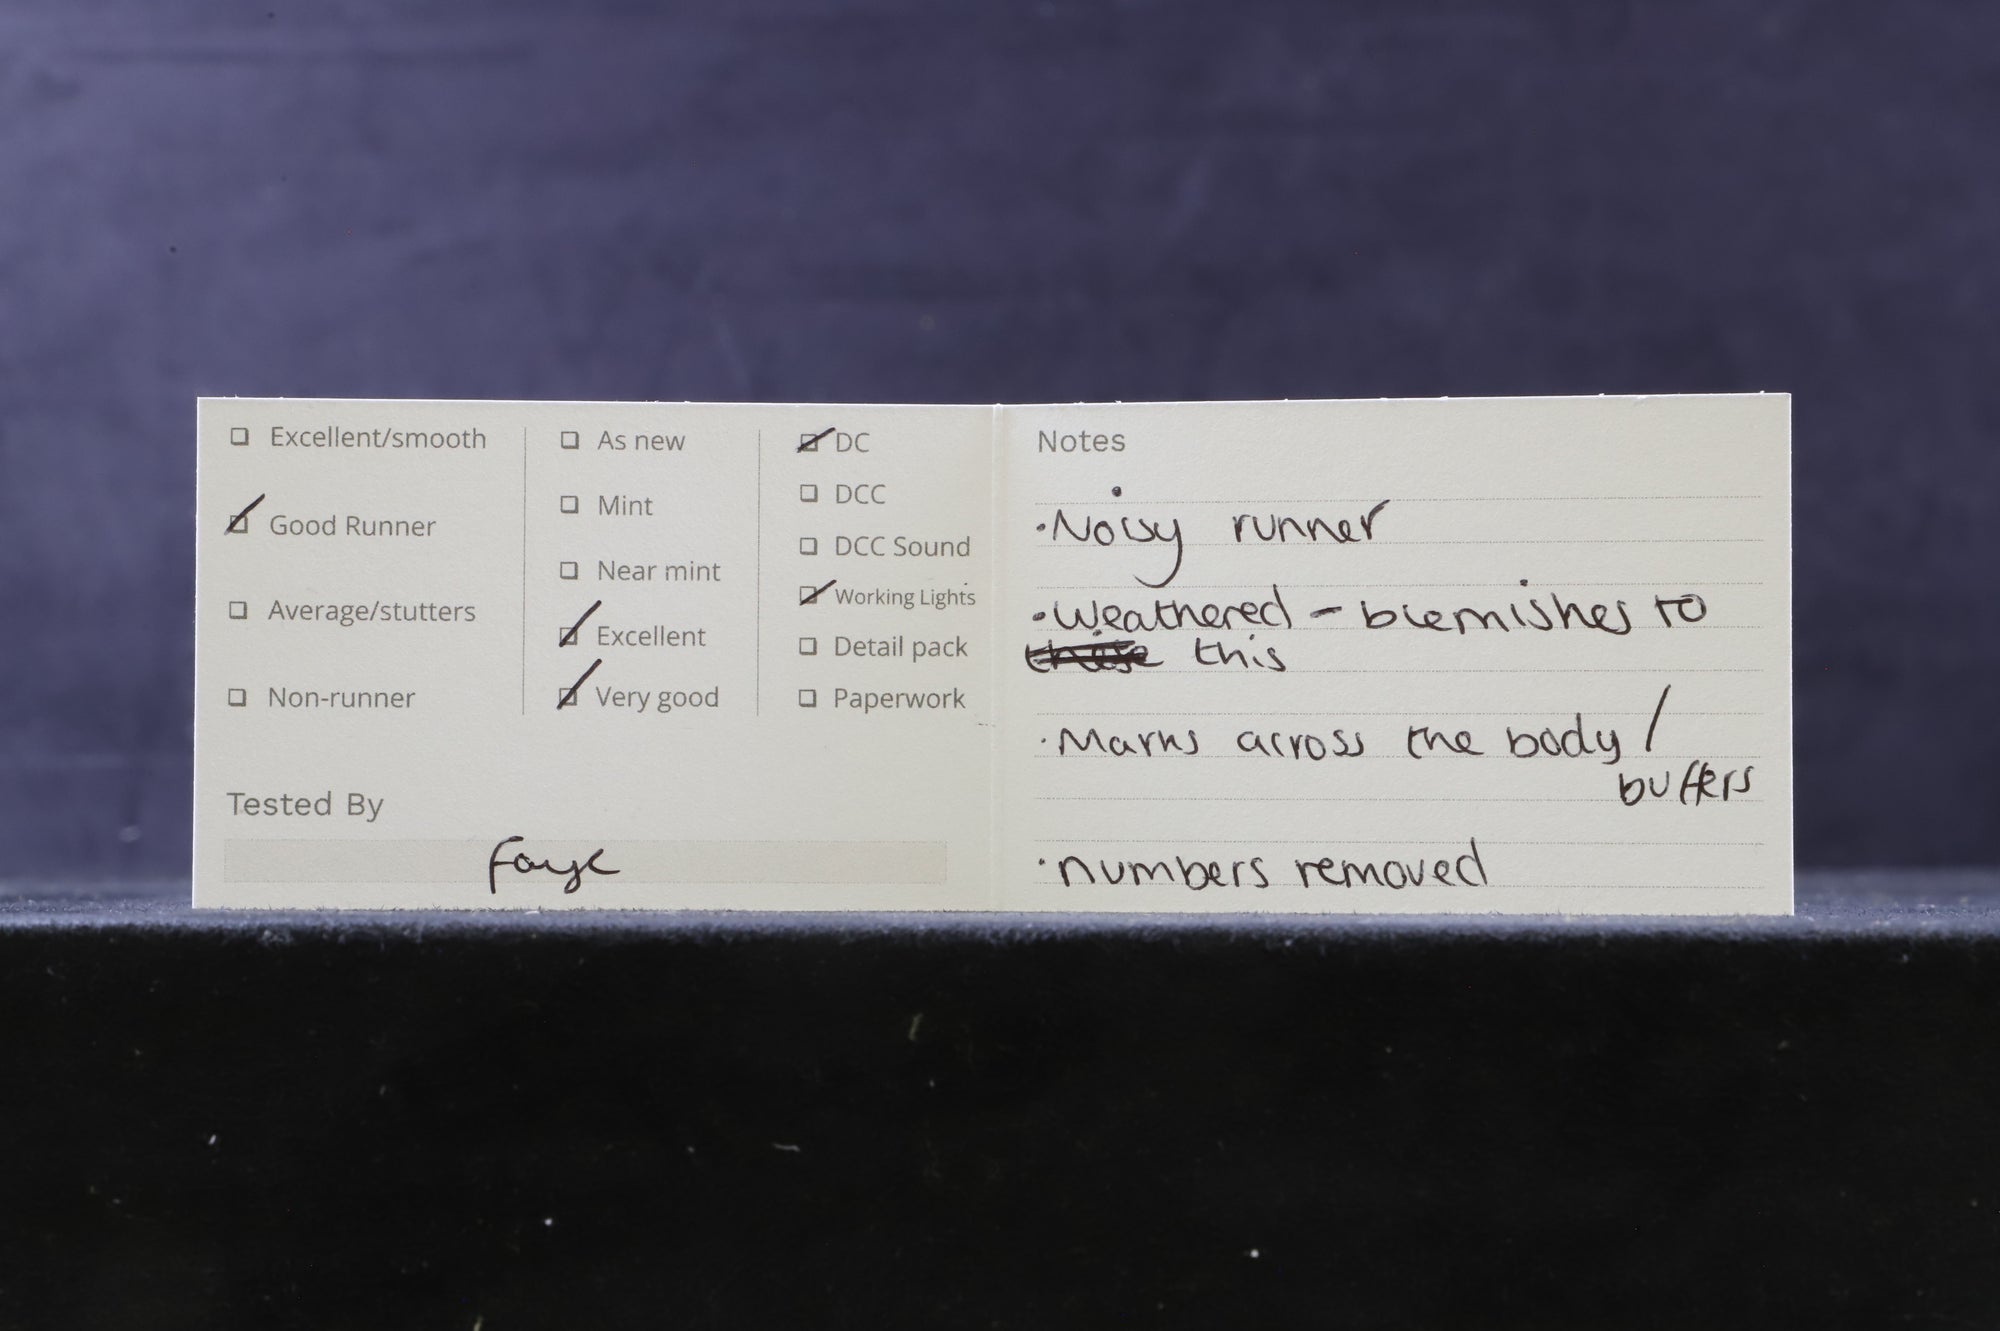 Excellent/smooth
Good Runner
Average/stutters
Non-runner
As new
Mint
Near mint
Excellent
Very good
DC
DCC
DCC Sound
Working Lights
Detail pack
Paperwork
Tested By
Faye
Notes
·Noisy runner
·Weathered - blemishes to
this
·Marks across the body /
buffers
·numbers removed